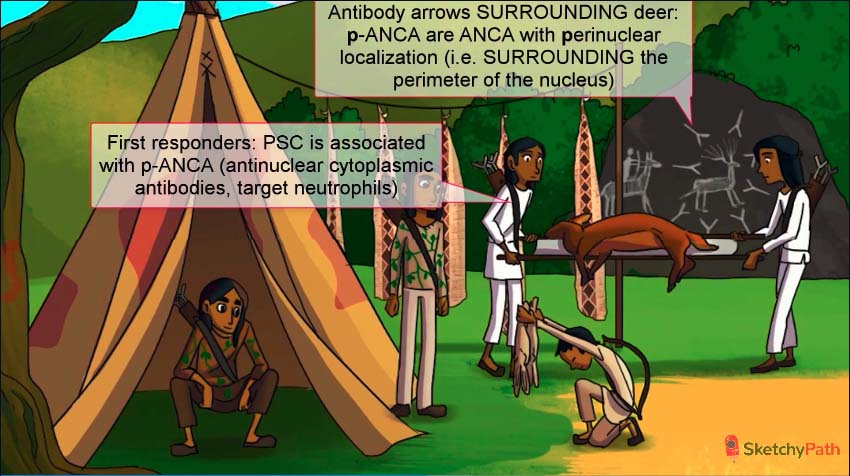 Antibody arrows SURROUNDING deer:
p-ANCA are ANCA with perinuclear
localization (i.e. SURROUNDING the
perimeter of the nucleus)
First responders: PSC is associated
with p-ANCA (antinuclear cytoplasmic
antibodies, target neutrophils)
SketchyPath